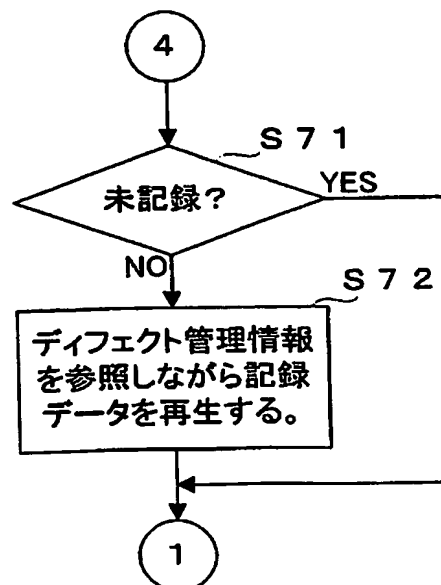 4
S71
未記録?
YES
NO
S72
ディフェクト管理情報
を参照しながら記録
データを再生する。
1